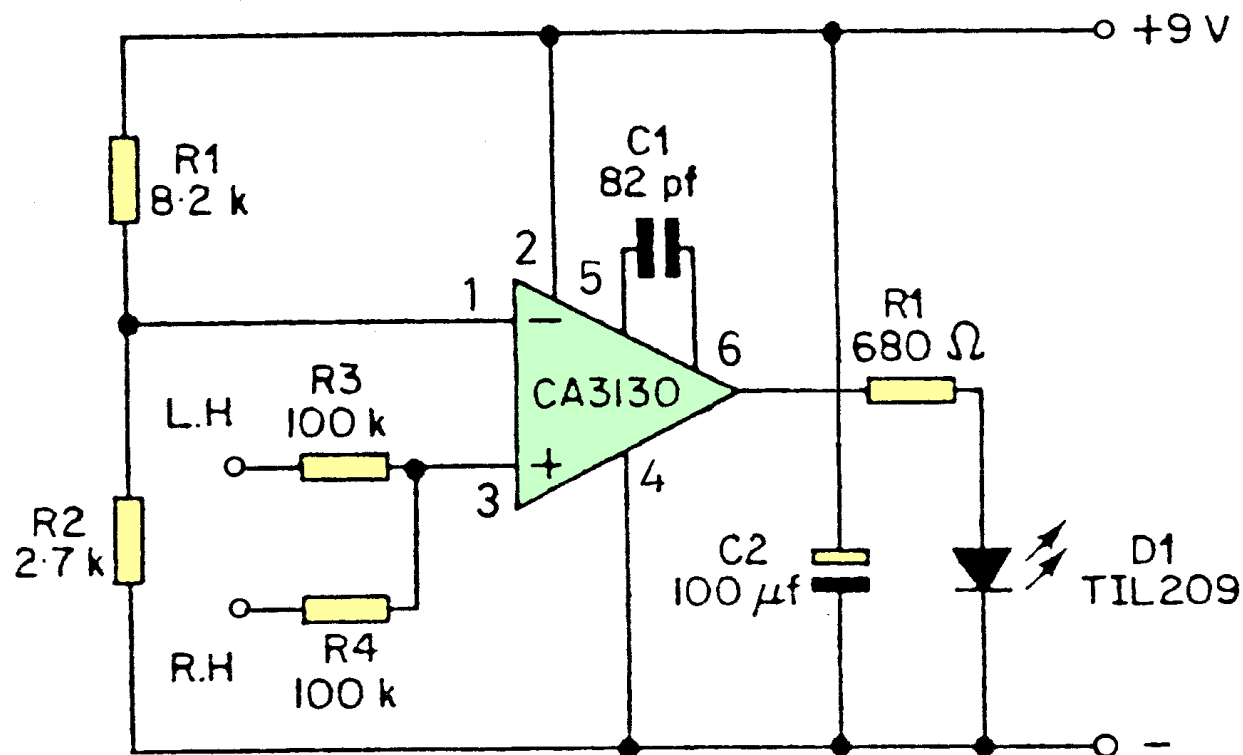 +9 V
R1
8·2 k
C1
82 pf
2
5
1
−
6
R1
680 Ω
CA3130
R3
100 k
L.H
+
3
4
R2
2·7 k
C2
100 µf
D1
TIL209
R.H
R4
100 k
-